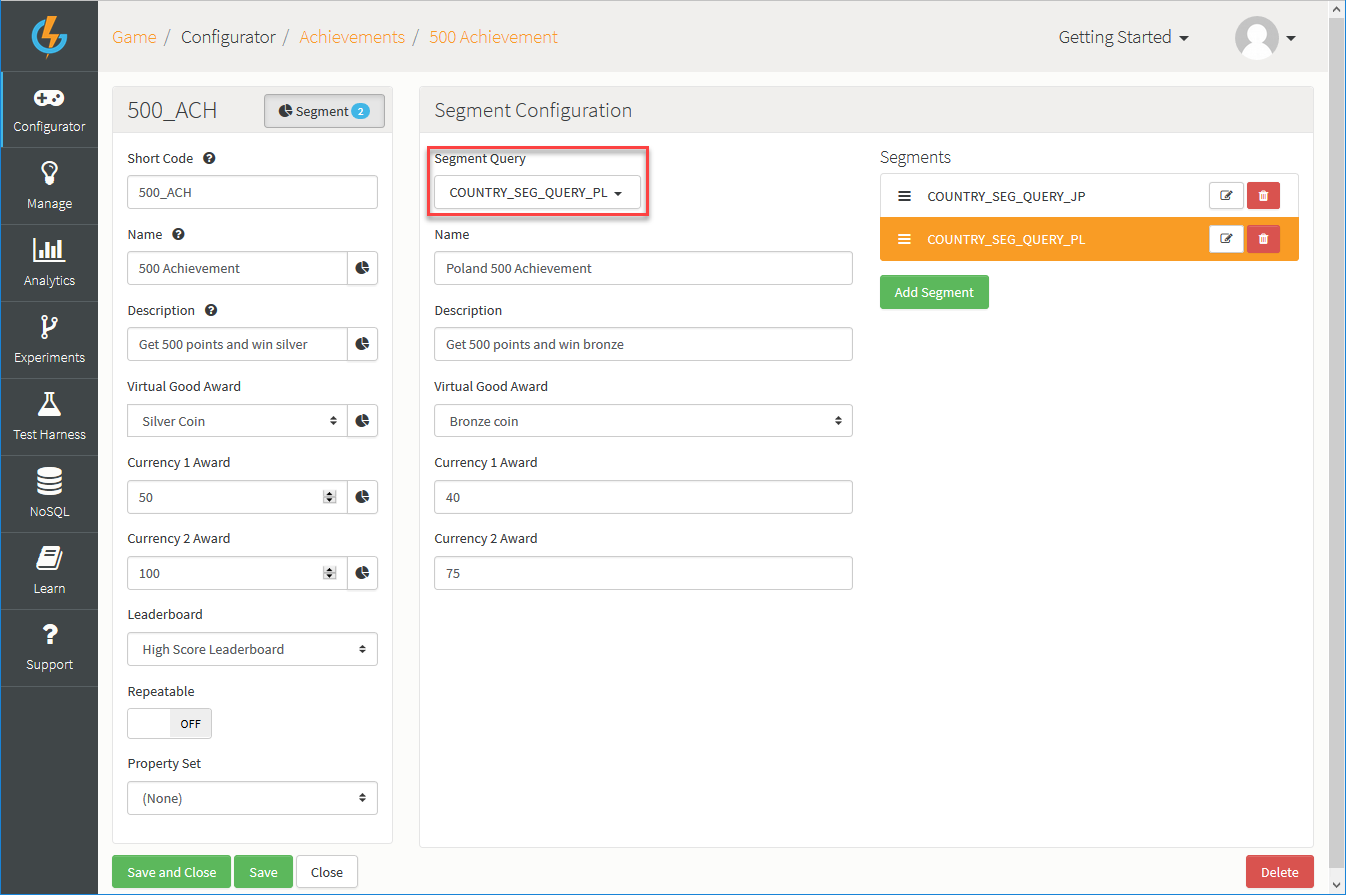 Game / Configurator / Achievements / 500 Achievement
Getting Started
Configurator
Manage
Analytics
Experiments
Test Harness
NoSQL
Learn
? Support
500_ACH
Segment 2
Short Code ?
500_ACH
Name ?
500 Achievement
Description ?
Get 500 points and win silver
Virtual Good Award
Silver Coin
Currency 1 Award
50
Currency 2 Award
100
Leaderboard
High Score Leaderboard
Repeatable
OFF
Property Set
(None)
Segment Configuration
Segment Query
COUNTRY_SEG_QUERY_PL
Name
Poland 500 Achievement
Description
Get 500 points and win bronze
Virtual Good Award
Bronze coin
Currency 1 Award
40
Currency 2 Award
75
Segments
COUNTRY_SEG_QUERY_JP
COUNTRY_SEG_QUERY_PL
Add Segment
Save and Close
Save
Close
Delete